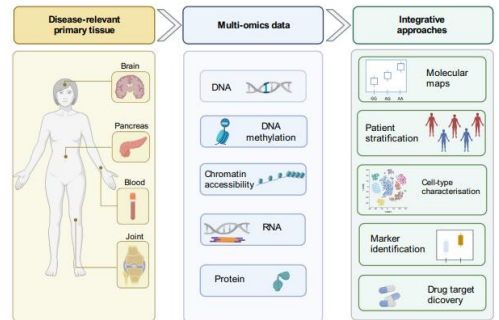 Disease-relevant
primary tissue
Multi-omics data
Integrative
approaches
Brain
Pancreas
Blood
Joint
DNA
DNA
methylation
Chromatin
accessibility
RNA
Protein
GG AG AA
Molecular
maps
Patient
stratification
Cell-type
characterisation
Marker
identification
Drug target
dicovery